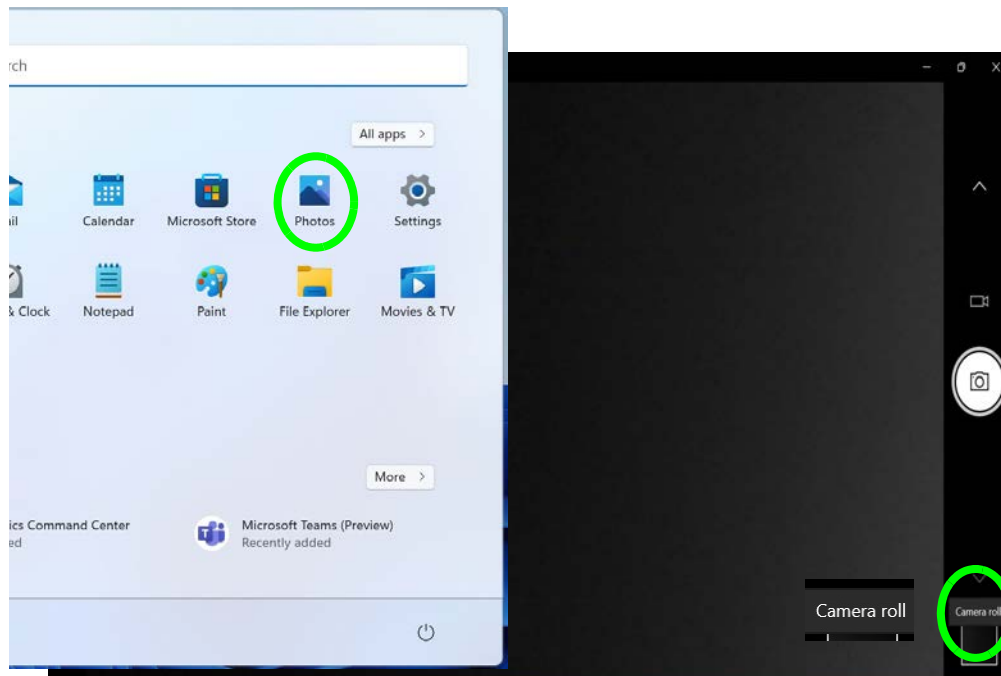 rch
All apps >
il
Calendar
Microsoft Store
Photos
Settings
& Clock
Notepad
Paint
File Explorer
Movies & TV
More >
ics Command Center
ed
Microsoft Teams (Preview)
Recently added
Camera roll
Camera roll